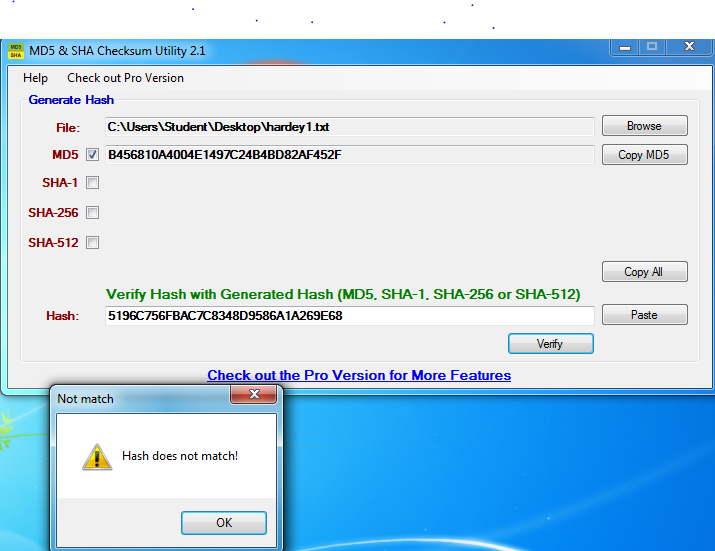 MD5 SHA MD5 & SHA Checksum Utility 2.1
Help Check out Pro Version
Generate Hash
File: C:\Users\Student\Desktop\hardey1.txt Browse
MD5 B456810A4004E1497C24B4BD82AF452F Copy MD5
SHA-1
SHA-256
SHA-512
Copy All
Verify Hash with Generated Hash (MD5, SHA-1, SHA-256 or SHA-512)
Hash: 5196C756FBAC7C8348D9586A1A269E68 Paste
Verify
Check out the Pro Version for More Features
Not match
Hash does not match!
OK